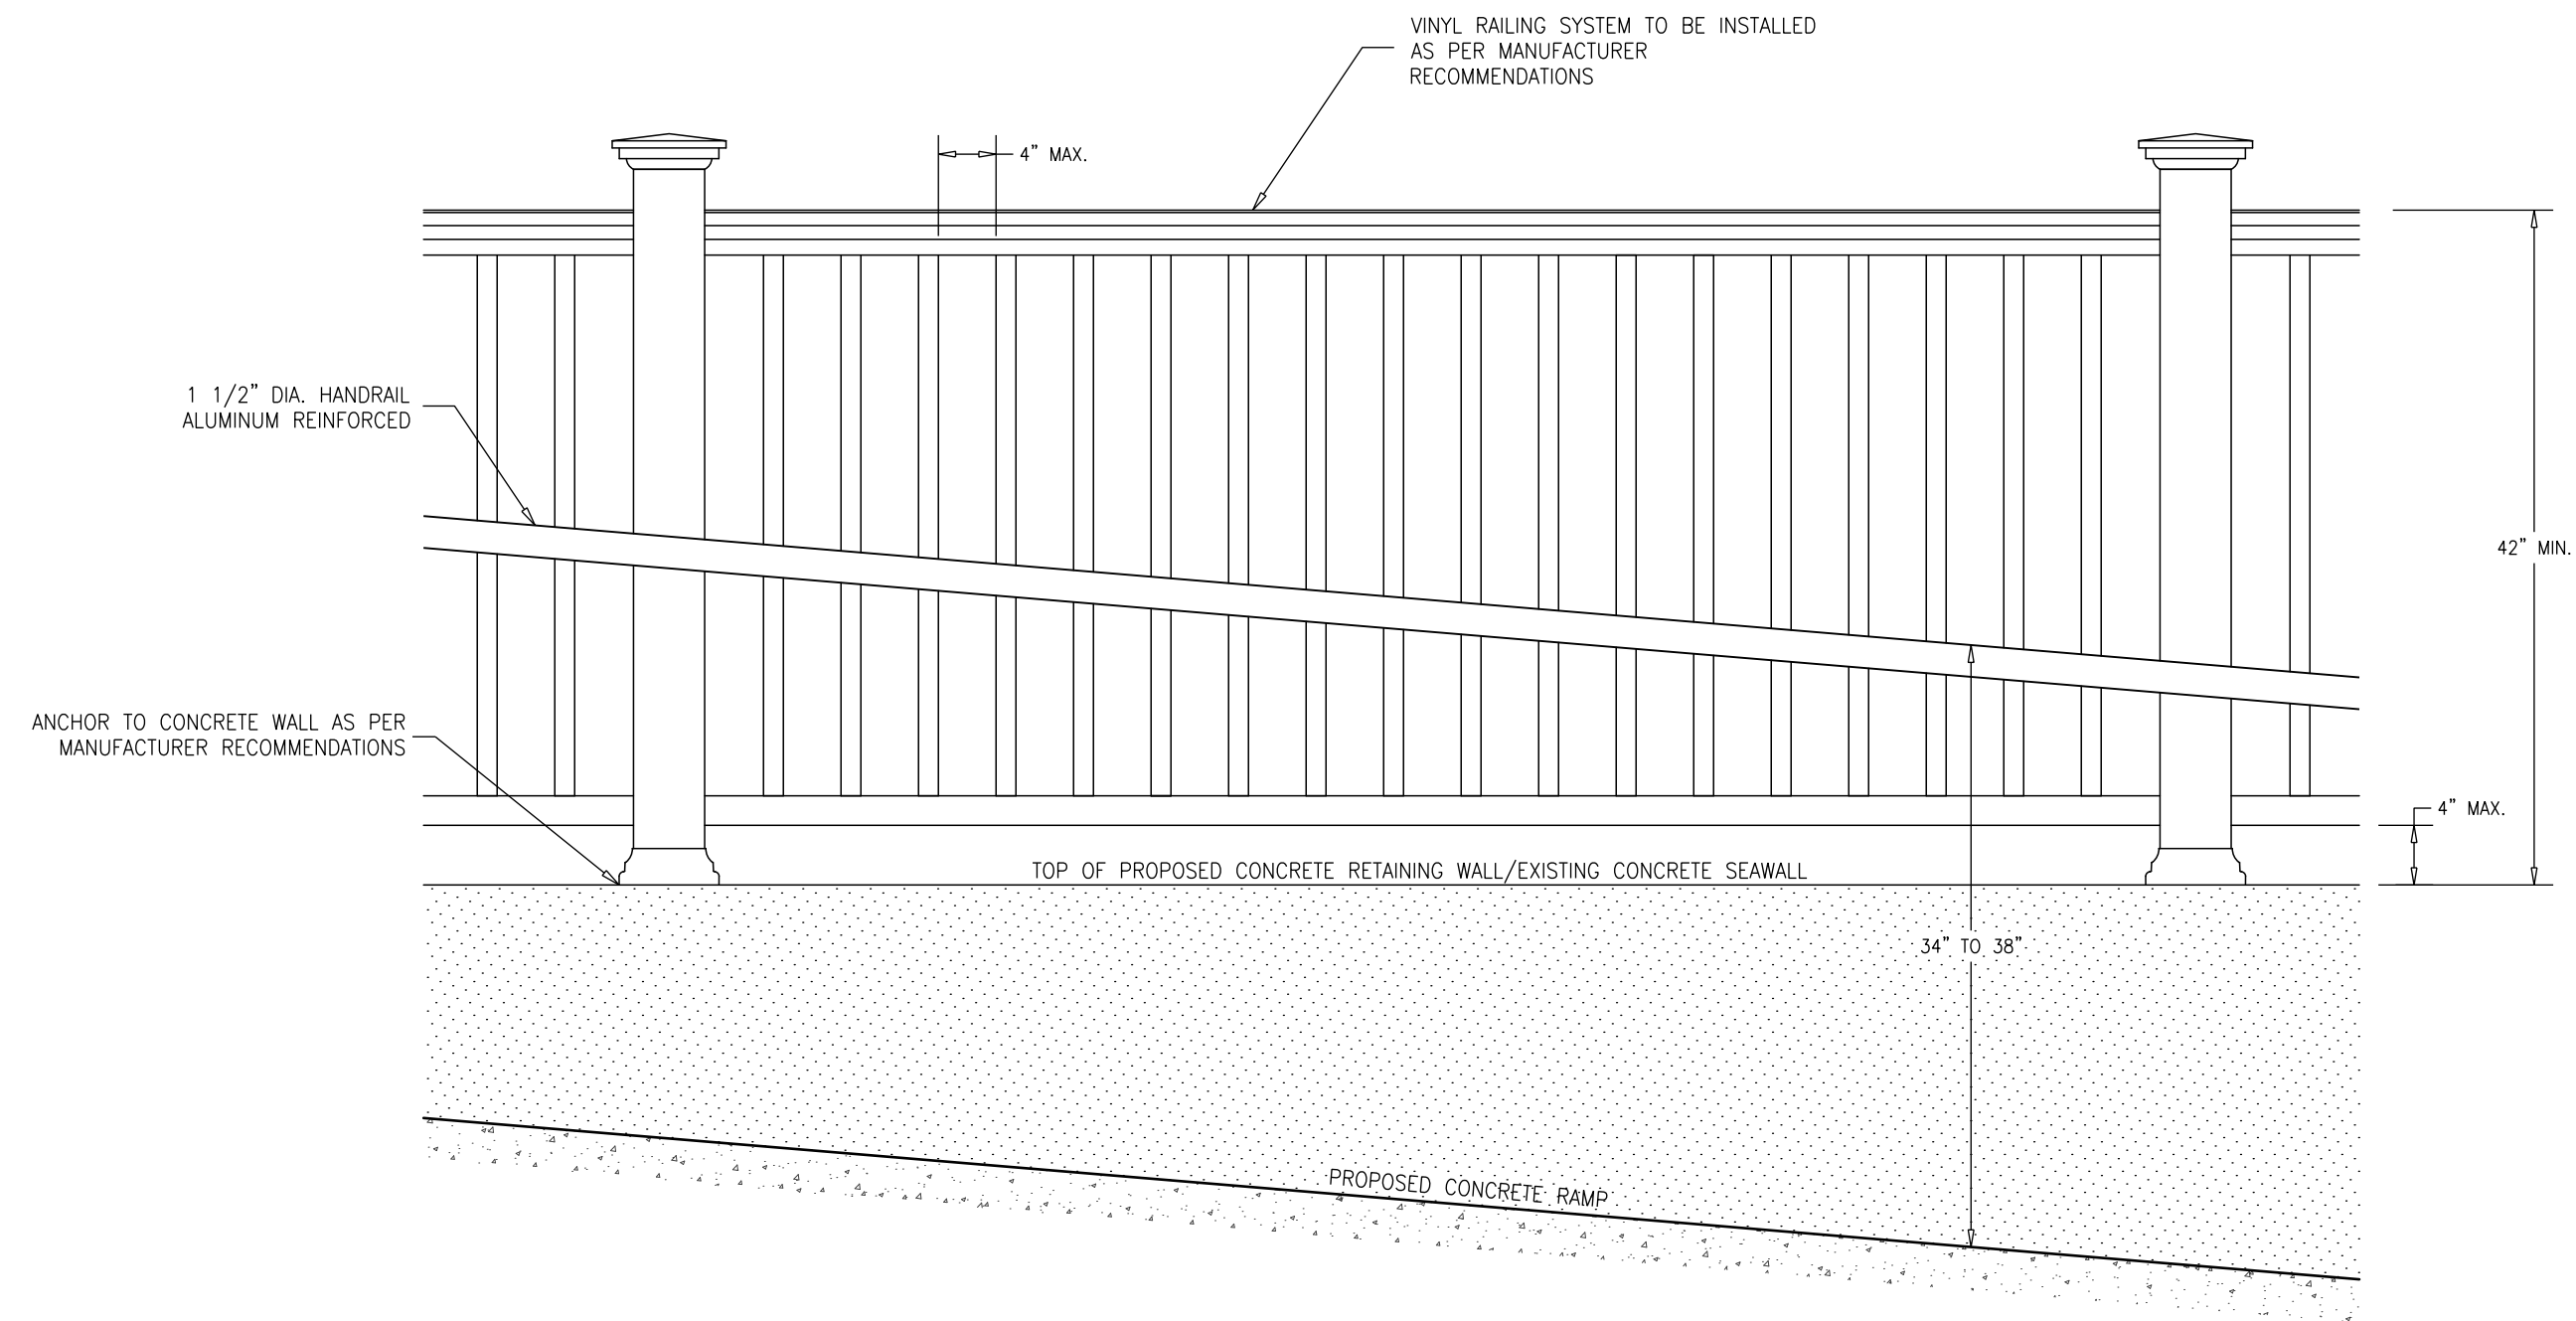 VINYL RAILING SYSTEM TO BE INSTALLED
AS PER MANUFACTURER
RECOMMENDATIONS
4" MAX.
1 1/2" DIA. HANDRAIL
ALUMINUM REINFORCED
42" MIN.
ANCHOR TO CONCRETE WALL AS PER
MANUFACTURER RECOMMENDATIONS
4" MAX.
TOP OF PROPOSED CONCRETE RETAINING WALL/EXISTING CONCRETE SEAWALL
34" TO 38"
PROPOSED CONCRETE RAMP